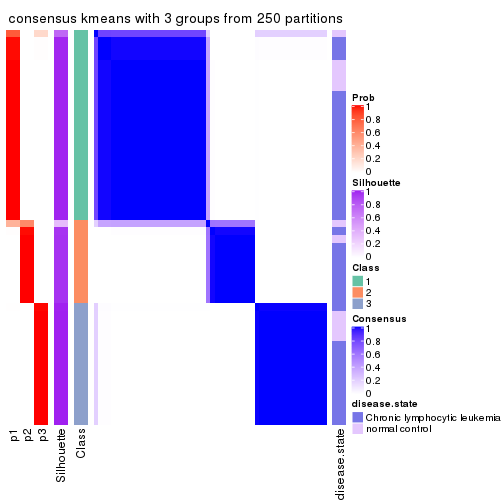 consensus kmeans with 3 groups from 250 partitions
Prob
1
0.8
0.6
0.4
0.2
0
Silhouette
1
0.8
0.6
0.4
0.2
0
Class
1
2
3
Consensus
1
0.8
0.6
0.4
0.2
0
disease.state
Chronic lymphocytic leukemia
normal control
p1
p2
p3
Silhouette
Class
disease.state